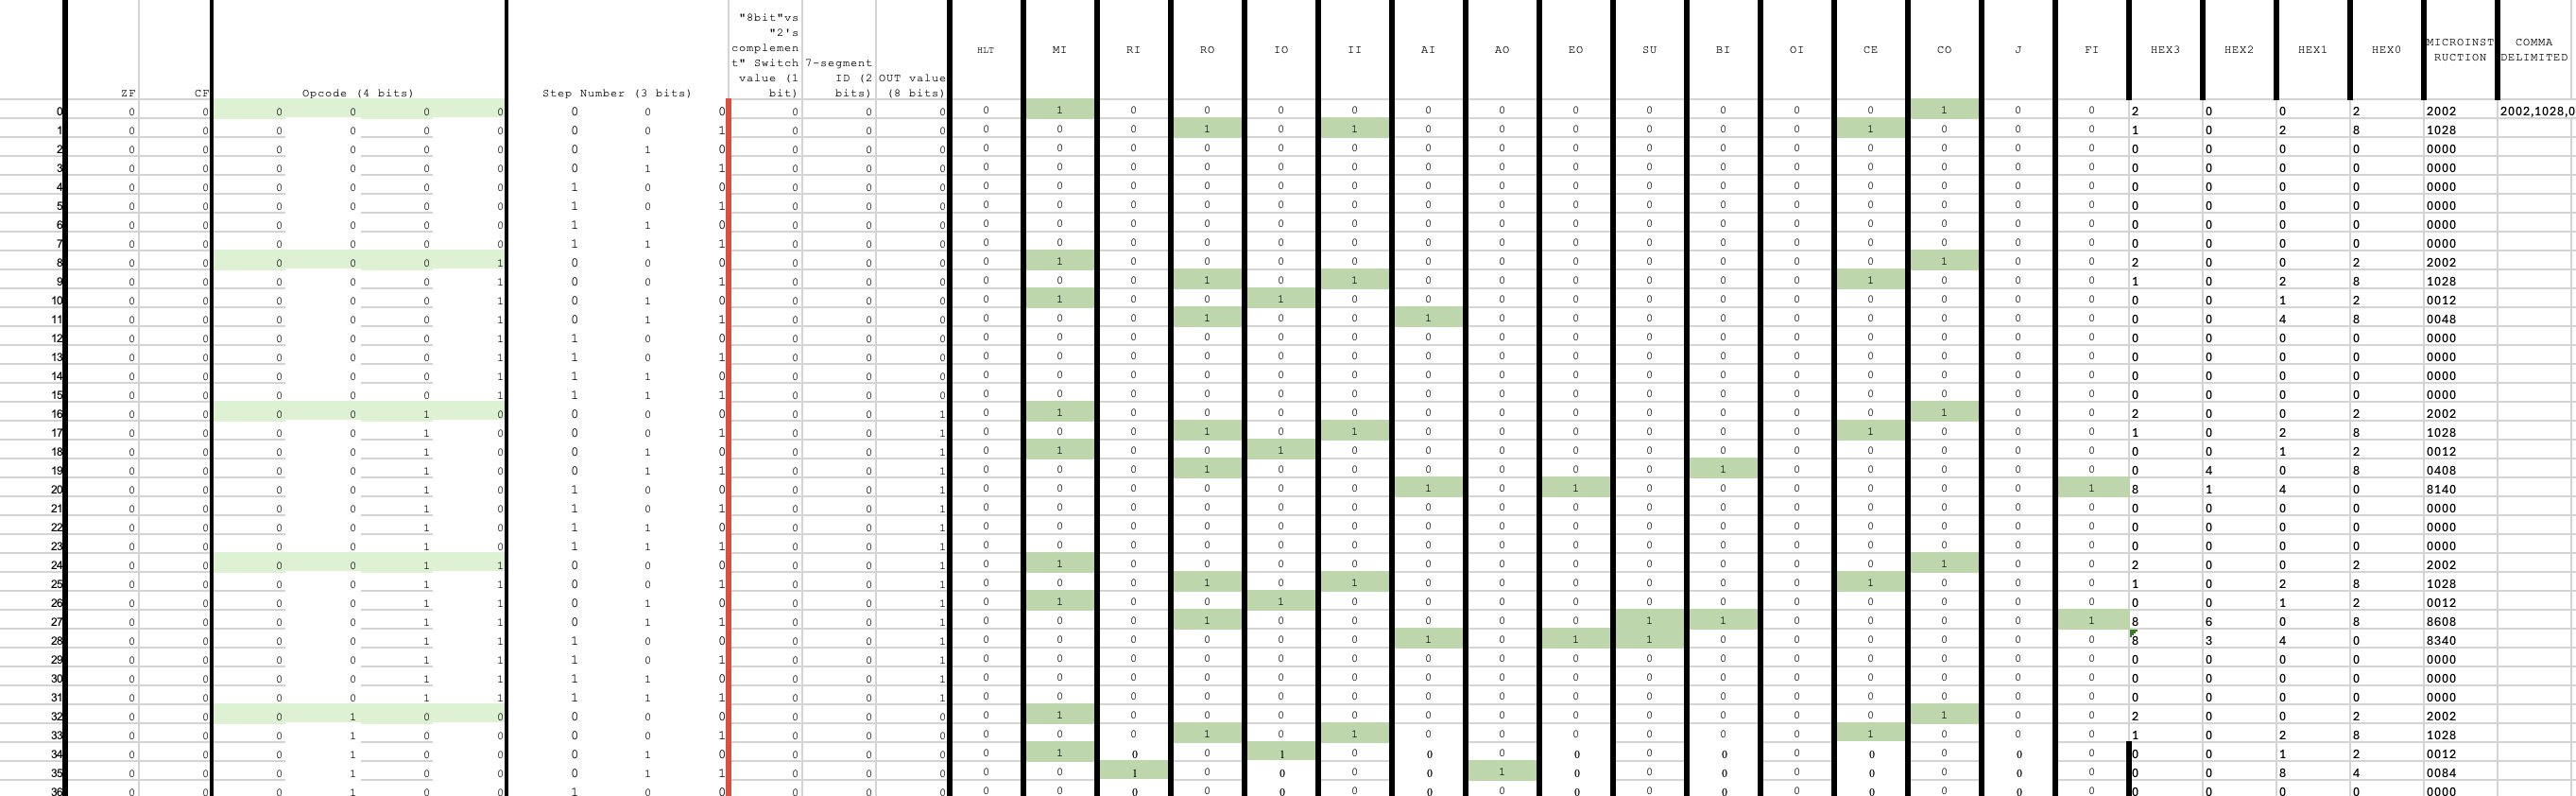 "8bit"vs "2's complement" Switch value (1 bit)
7-segment ID (2 bits)
OUT value (8 bits)
ZF CF Opcode (4 bits) Step Number (3 bits) HLT MI RI RO IO II AI AO EO SU BI OI CE CO J FI HEX3 HEX2 HEX1 HEX0 MICROINSTRUCTION COMMA DELIMITED
0 0 0 0 0 0 0 0 0 0 0 0 0 0 1 0 0 0 0 0 0 0 0 0 0 0 1 0 0 2 0 0 2 2002 2002,1028,0
1 0 0 0 0 0 0 0 0 1 0 0 0 0 0 0 1 0 1 0 0 0 0 0 0 1 0 0 0 1 0 2 8 1028
2 0 0 0 0 0 0 0 1 0 0 0 0 0 0 0 0 0 0 0 0 0 0 0 0 0 0 0 0 0 0 0 0 0000
3 0 0 0 0 0 0 0 1 1 0 0 0 0 0 0 0 0 0 0 0 0 0 0 0 0 0 0 0 0 0 0 0 0000
4 0 0 0 0 0 0 1 0 0 0 0 0 0 0 0 0 0 0 0 0 0 0 0 0 0 0 0 0 0 0 0 0 0000
5 0 0 0 0 0 0 1 0 1 0 0 0 0 0 0 0 0 0 0 0 0 0 0 0 0 0 0 0 0 0 0 0 0000
6 0 0 0 0 0 0 1 1 0 0 0 0 0 0 0 0 0 0 0 0 0 0 0 0 0 0 0 0 0 0 0 0 0000
7 0 0 0 0 0 0 1 1 1 0 0 0 0 0 0 0 0 0 0 0 0 0 0 0 0 0 0 0 0 0 0 0 0000
8 0 0 0 0 0 1 0 0 0 0 0 0 0 1 0 0 0 0 0 0 0 0 0 0 0 1 0 0 2 0 0 2 2002
9 0 0 0 0 0 1 0 0 1 0 0 0 0 0 0 1 0 1 0 0 0 0 0 0 1 0 0 0 1 0 2 8 1028
10 0 0 0 0 0 1 0 1 0 0 0 0 0 1 0 0 1 0 0 0 0 0 0 0 0 0 0 0 0 0 1 2 0012
11 0 0 0 0 0 1 0 1 1 0 0 0 0 0 0 1 0 0 1 0 0 0 0 0 0 0 0 0 0 0 4 8 0048
12 0 0 0 0 0 1 1 0 0 0 0 0 0 0 0 0 0 0 0 0 0 0 0 0 0 0 0 0 0 0 0 0 0000
13 0 0 0 0 0 1 1 0 1 0 0 0 0 0 0 0 0 0 0 0 0 0 0 0 0 0 0 0 0 0 0 0 0000
14 0 0 0 0 0 1 1 1 0 0 0 0 0 0 0 0 0 0 0 0 0 0 0 0 0 0 0 0 0 0 0 0 0000
15 0 0 0 0 0 1 1 1 1 0 0 0 0 0 0 0 0 0 0 0 0 0 0 0 0 0 0 0 0 0 0 0 0000
16 0 0 0 0 1 0 0 0 0 0 0 1 0 1 0 0 0 0 0 0 0 0 0 0 0 1 0 0 2 0 0 2 2002
17 0 0 0 0 1 0 0 0 1 0 0 1 0 0 0 1 0 1 0 0 0 0 0 0 1 0 0 0 1 0 2 8 1028
18 0 0 0 0 1 0 0 1 0 0 0 1 0 1 0 0 1 0 0 0 0 0 0 0 0 0 0 0 0 0 1 2 0012
19 0 0 0 0 1 0 0 1 1 0 0 1 0 0 0 1 0 0 0 0 0 0 1 0 0 0 0 0 0 4 0 8 0408
20 0 0 0 0 1 0 1 0 0 0 0 1 0 0 0 0 0 0 1 0 1 0 0 0 0 0 0 1 8 1 4 0 8140
21 0 0 0 0 1 0 1 0 1 0 0 1 0 0 0 0 0 0 0 0 0 0 0 0 0 0 0 0 0 0 0 0 0000
22 0 0 0 0 1 0 1 1 0 0 0 1 0 0 0 0 0 0 0 0 0 0 0 0 0 0 0 0 0 0 0 0 0000
23 0 0 0 0 1 0 1 1 1 0 0 1 0 0 0 0 0 0 0 0 0 0 0 0 0 0 0 0 0 0 0 0 0000
24 0 0 0 0 1 1 0 0 0 0 0 1 0 1 0 0 0 0 0 0 0 0 0 0 0 1 0 0 2 0 0 2 2002
25 0 0 0 0 1 1 0 0 1 0 0 1 0 0 0 1 0 1 0 0 0 0 0 0 1 0 0 0 1 0 2 8 1028
26 0 0 0 0 1 1 0 1 0 0 0 1 0 1 0 0 1 0 0 0 0 0 0 0 0 0 0 0 0 0 1 2 0012
27 0 0 0 0 1 1 0 1 1 0 0 1 0 0 0 1 0 0 0 0 0 1 1 0 0 0 0 1 8 6 0 8 8608
28 0 0 0 0 1 1 1 0 0 0 0 1 0 0 0 0 0 0 1 0 1 1 0 0 0 0 0 0 8 3 4 0 8340
29 0 0 0 0 1 1 1 0 1 0 0 1 0 0 0 0 0 0 0 0 0 0 0 0 0 0 0 0 0 0 0 0 0000
30 0 0 0 0 1 1 1 1 0 0 0 1 0 0 0 0 0 0 0 0 0 0 0 0 0 0 0 0 0 0 0 0 0000
31 0 0 0 0 1 1 1 1 1 0 0 1 0 0 0 0 0 0 0 0 0 0 0 0 0 0 0 0 0 0 0 0 0000
32 0 0 0 1 0 0 0 0 0 0 0 0 0 1 0 0 0 0 0 0 0 0 0 0 0 1 0 0 2 0 0 2 2002
33 0 0 0 1 0 0 0 0 1 0 0 0 0 0 0 1 0 1 0 0 0 0 0 0 1 0 0 0 1 0 2 8 1028
34 0 0 0 1 0 0 0 1 0 0 0 0 0 1 0 0 1 0 0 0 0 0 0 0 0 0 0 0 0 0 1 2 0012
35 0 0 0 1 0 0 0 1 1 0 0 0 0 0 1 0 0 0 0 1 0 0 0 0 0 0 0 0 0 0 8 4 0084
36 0 0 0 1 0 0 1 0 0 0 0 0 0 0 0 0 0 0 0 0 0 0 0 0 0 0 0 0 0 0 0 0 0000